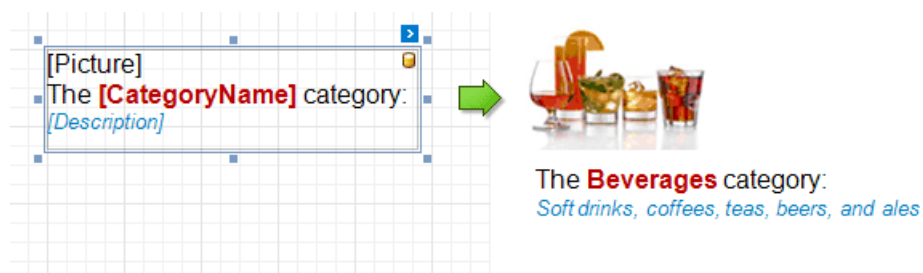 [Picture]
The [CategoryName] category:
[Description]
The Beverages category:
Soft drinks, coffees, teas, beers, and ales